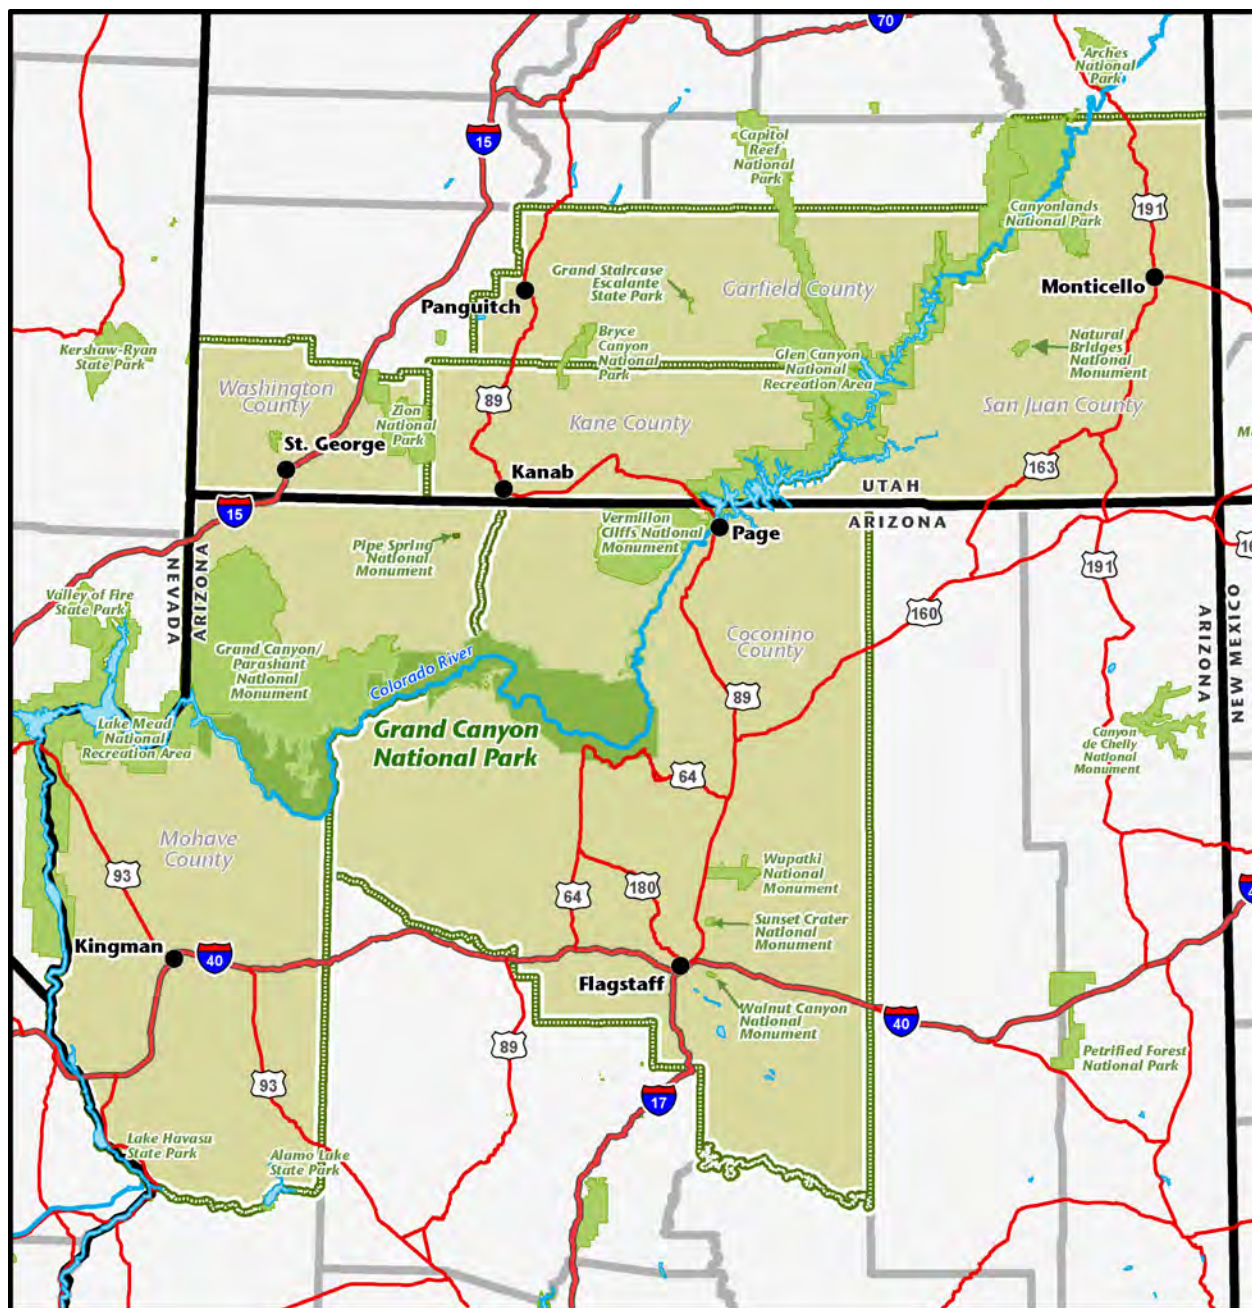 70
Arches
National
Park
15
Capitol
Reef
National
Park
Canyonlands
National Park
191
Grand Staircase
Escalante
State Park
Garfield County
Monticello
Panguitch
Bryce
Canyon
National
Park
Glen Canyon
National
Recreation Area
Natural
Bridges
National
Monument
Kershaw-Ryan
State Park
Washington
County
Zion
National
Park
89
Kane County
San Juan County
St. George
Kanab
163
UTAH
ARIZONA
15
Vermillon
Cliffs National
Monument
Page
Pipe Spring
National
Monument
NEVADA
ARIZONA
191
Valley of Fire
State Park
160
ARIZONA
NEW MEXICO
Grand Canyon/
Parashant
National
Monument
Colorado River
Coconino
County
89
Lake Mead
National
Recreation Area
Grand Canyon
National Park
Canyon
de Chelly
National
Monument
64
Mohave
County
93
64
180
Wupatki
National
Monument
Sunset Crater
National
Monument
Kingman
40
Flagstaff
Walnut Canyon
National
Monument
40
89
93
17
Petrified Forest
National Park
Lake Havasu
State Park
Alamo Lake
State Park